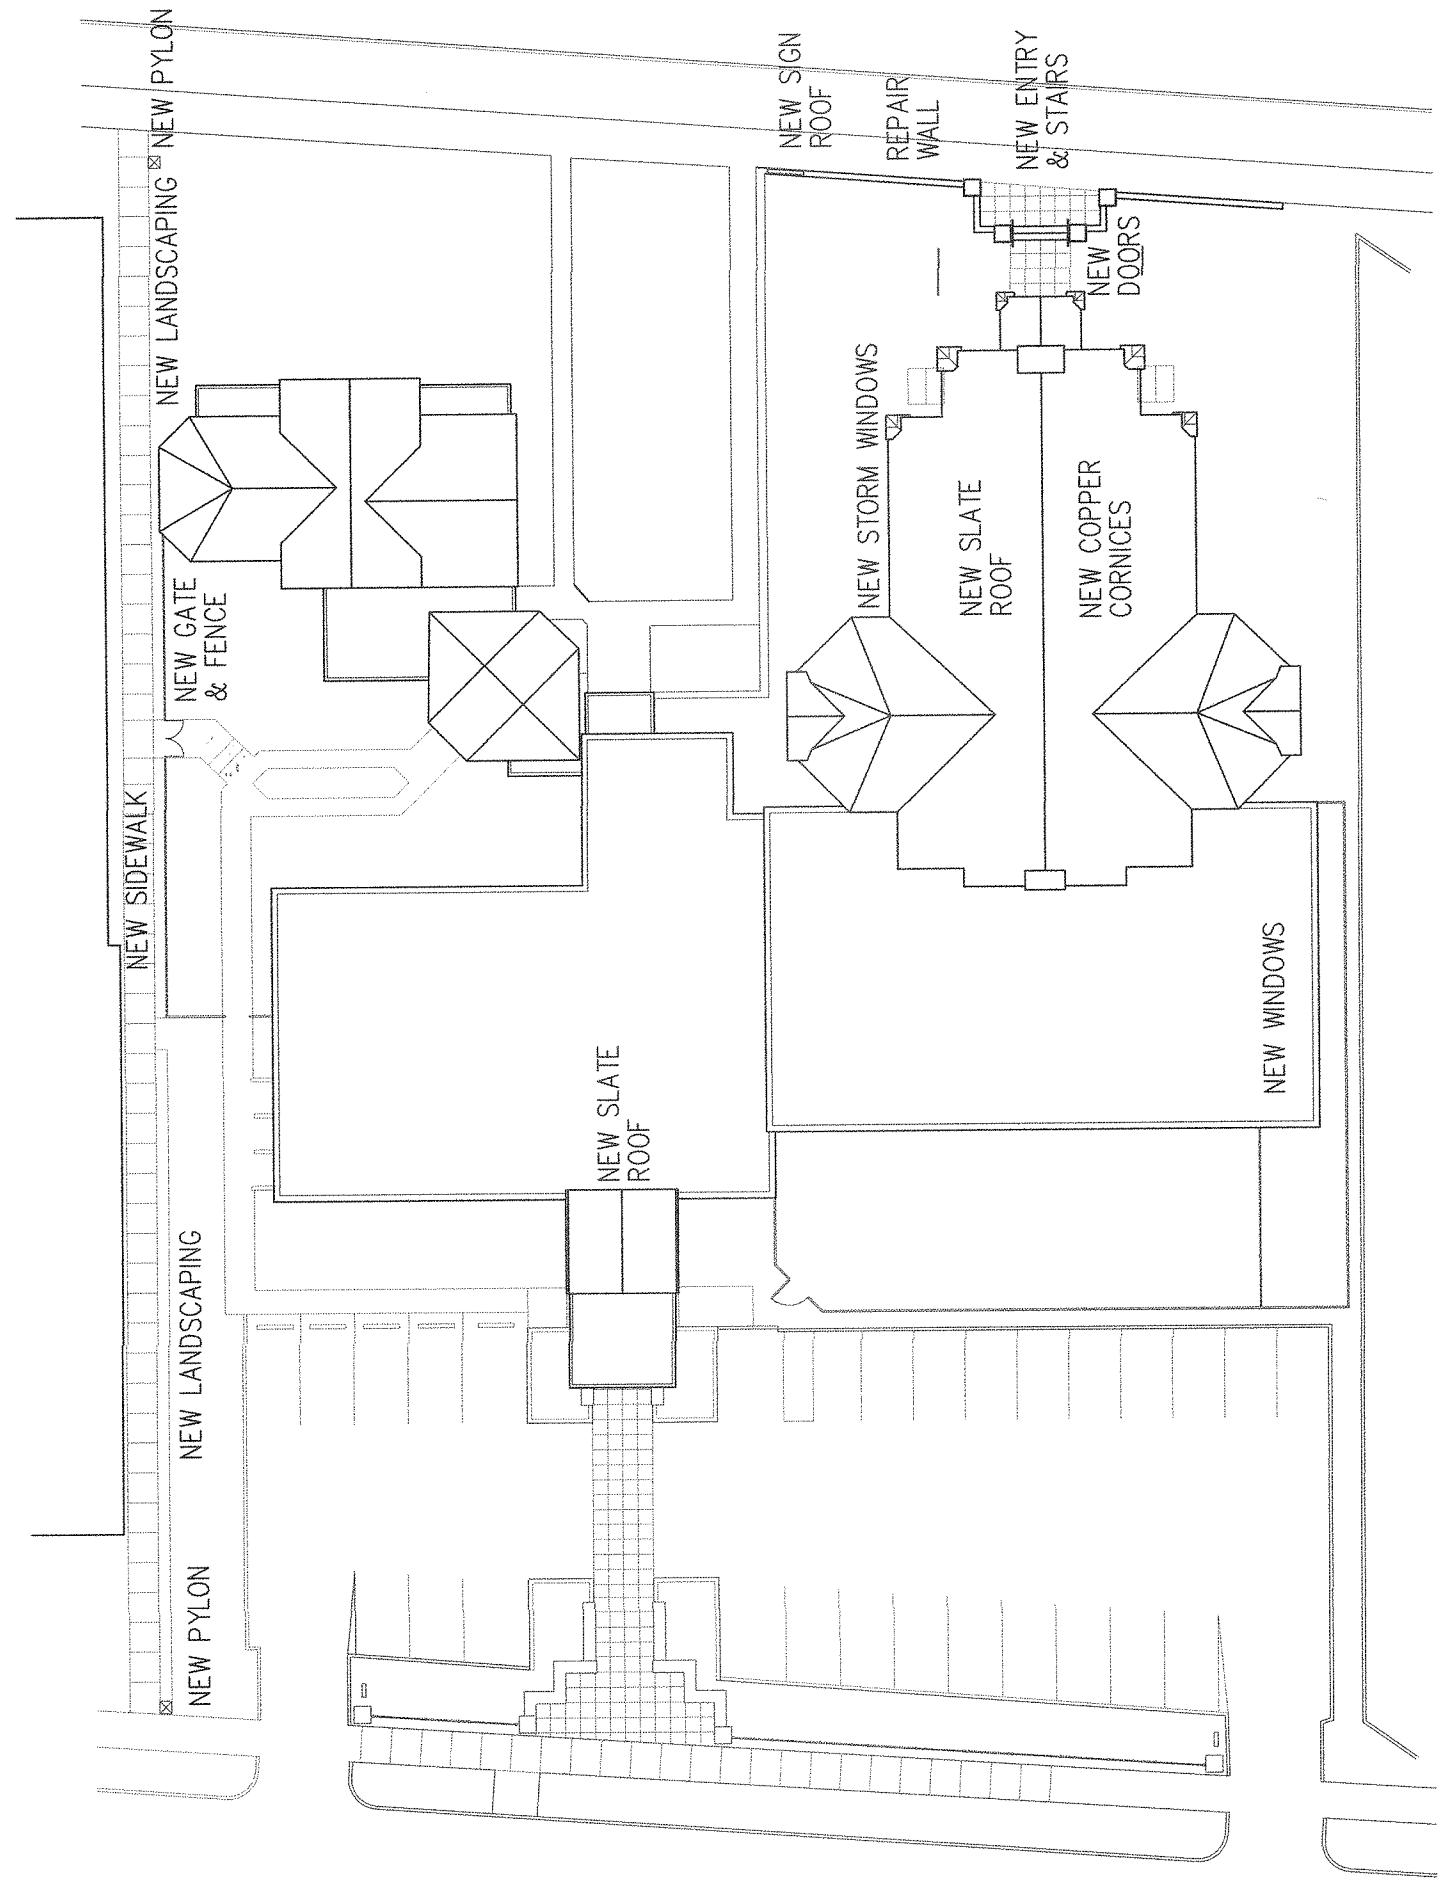 NEW PYLON
NEW LANDSCAPING
NEW GATE
& FENCE
NEW SIDEWALK
NEW LANDSCAPING
NEW PYLON
NEW SIGN
ROOF
REPAIR
WALL
NEW ENTRY
& STAIRS
NEW
DOORS
NEW STORM WINDOWS
NEW SLATE
ROOF
NEW COPPER
CORNICES
NEW WINDOWS
NEW SLATE
ROOF